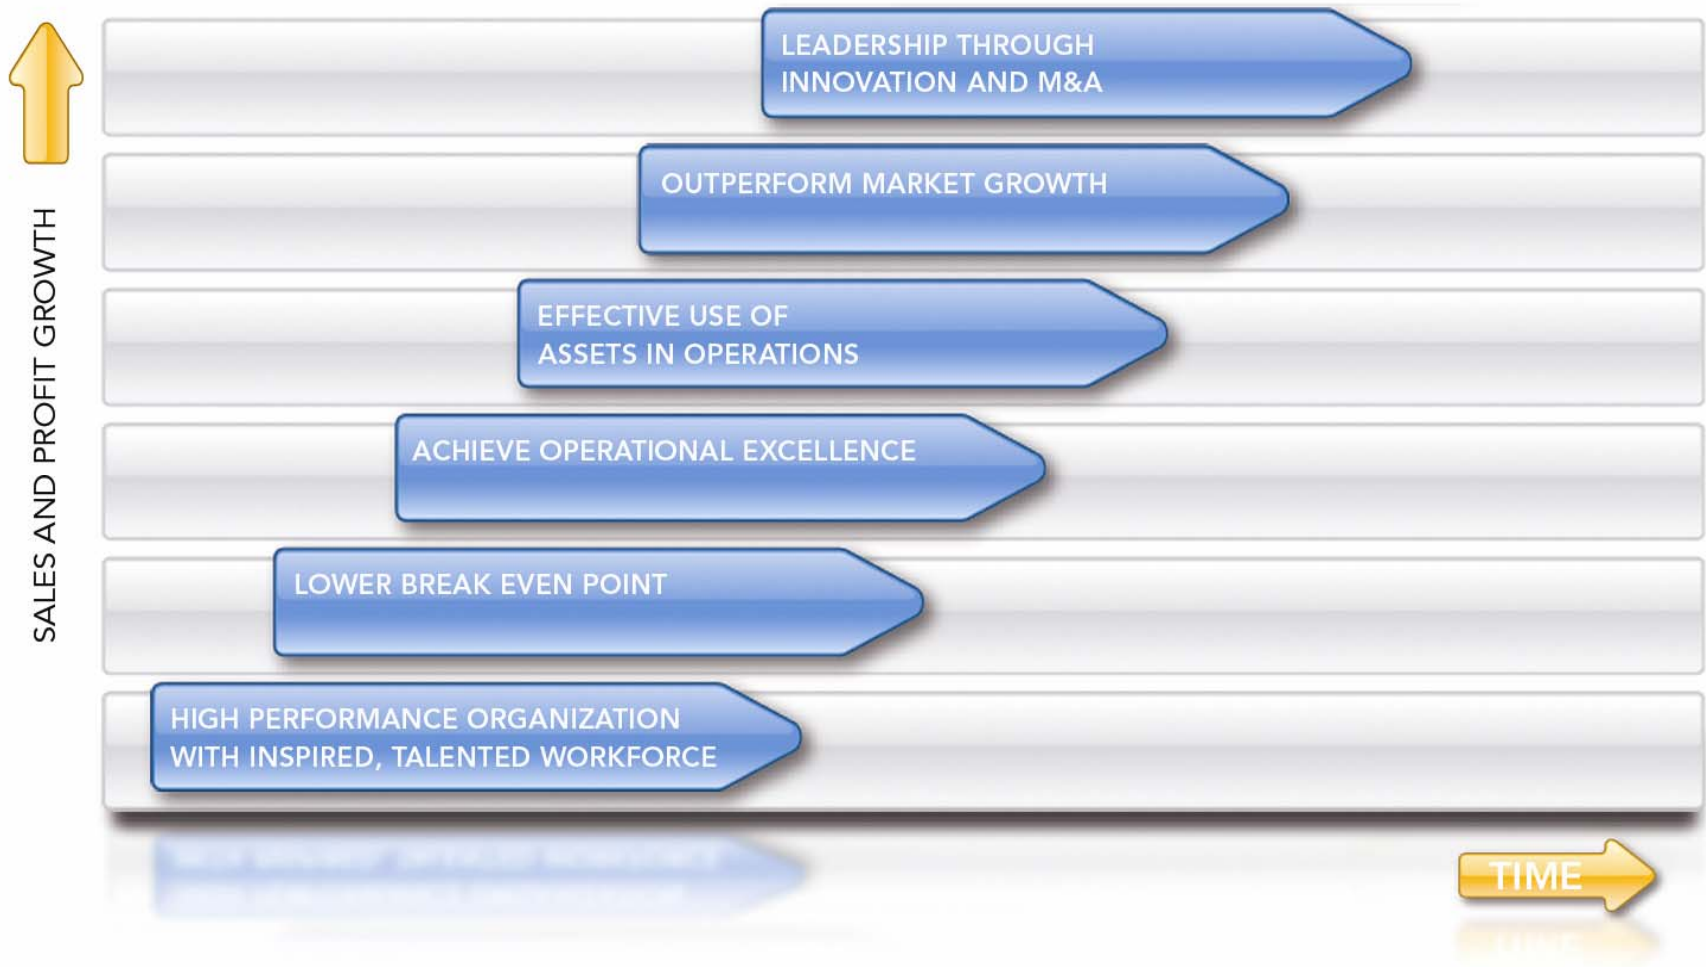 LEADERSHIP THROUGH
INNOVATION AND M&A
OUTPERFORM MARKET GROWTH
EFFECTIVE USE OF
ASSETS IN OPERATIONS
ACHIEVE OPERATIONAL EXCELLENCE
LOWER BREAK EVEN POINT
HIGH PERFORMANCE ORGANIZATION
WITH INSPIRED, TALENTED WORKFORCE
SALES AND PROFIT GROWTH
TIME